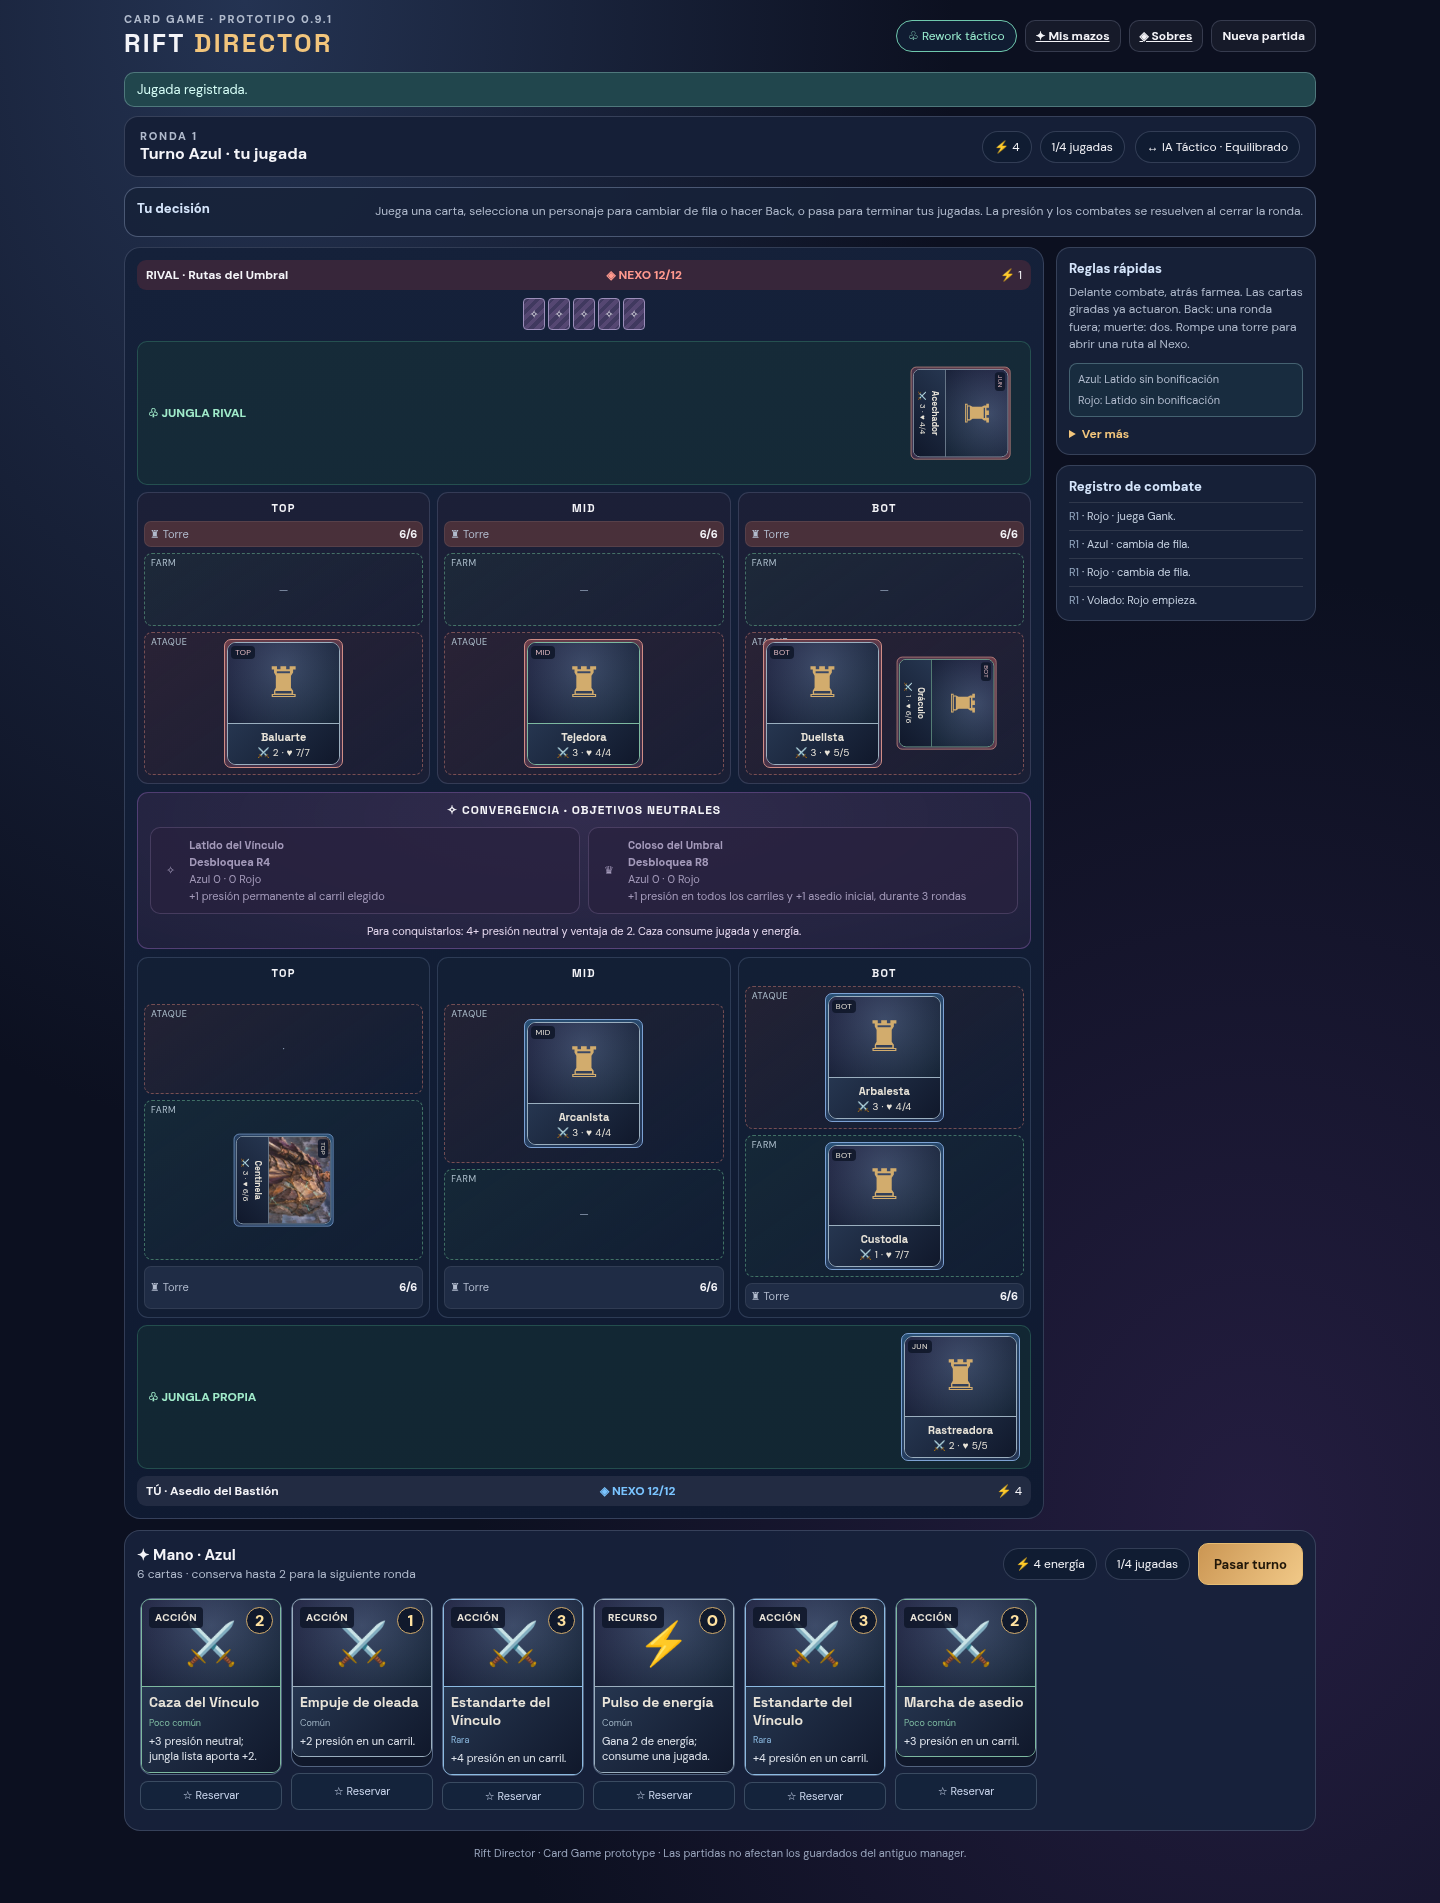 CARD GAME · PROTOTIPO 0.9.1
RIFT DIRECTOR
♧ Rework táctico
✦ Mis mazos
◈ Sobres
Nueva partida
Jugada registrada.
RONDA 1
Turno Azul · tu jugada
⚡ 4
1/4 jugadas
↔ IA Táctico · Equilibrado
Tu decisión
Juega una carta, selecciona un personaje para cambiar de fila o hacer Back, o pasa para terminar tus jugadas. La presión y los combates se resuelven al cerrar la ronda.
RIVAL · Rutas del Umbral
◈ NEXO 12/12
⚡ 1
♧ JUNGLA RIVAL
JUN
Acechador
⚔ 3 · ♥ 4/4
TOP
♜ Torre 6/6
FARM
—
ATAQUE
TOP
Baluarte
⚔ 2 · ♥ 7/7
MID
♜ Torre 6/6
FARM
—
ATAQUE
MID
Tejedora
⚔ 3 · ♥ 4/4
BOT
♜ Torre 6/6
FARM
—
ATAQUE
BOT
Duelista
⚔ 3 · ♥ 5/5
BOT
Oráculo
⚔ 1 · ♥ 6/6
✧ CONVERGENCIA · OBJETIVOS NEUTRALES
Latido del Vínculo
Desbloquea R4
Azul 0 · 0 Rojo
+1 presión permanente al carril elegido
Coloso del Umbral
Desbloquea R8
Azul 0 · 0 Rojo
+1 presión en todos los carriles y +1 asedio inicial, durante 3 rondas
Para conquistarlos: 4+ presión neutral y ventaja de 2. Caza consume jugada y energía.
TOP
ATAQUE
·
FARM
TOP
Centinela
⚔ 3 · ♥ 6/6
♜ Torre 6/6
MID
ATAQUE
MID
Arcanista
⚔ 3 · ♥ 4/4
FARM
—
♜ Torre 6/6
BOT
ATAQUE
BOT
Arbalesta
⚔ 3 · ♥ 4/4
FARM
BOT
Custodia
⚔ 1 · ♥ 7/7
♜ Torre 6/6
♧ JUNGLA PROPIA
JUN
Rastreadora
⚔ 2 · ♥ 5/5
TÚ · Asedio del Bastión
◈ NEXO 12/12
⚡ 4
Reglas rápidas
Delante combate, atrás farmea. Las cartas
giradas ya actuaron. Back: una ronda
fuera; muerte: dos. Rompe una torre para
abrir una ruta al Nexo.
Azul: Latido sin bonificación
Rojo: Latido sin bonificación
▶ Ver más
Registro de combate
R1 · Rojo · juega Gank.
R1 · Azul · cambia de fila.
R1 · Rojo · cambia de fila.
R1 · Volado: Rojo empieza.
✦ Mano · Azul
6 cartas · conserva hasta 2 para la siguiente ronda
⚡ 4 energía
1/4 jugadas
Pasar turno
ACCIÓN 2
Caza del Vínculo
Poco común
+3 presión neutral;
jungla lista aporta +2.
☆ Reservar
ACCIÓN 1
Empuje de oleada
Común
+2 presión en un carril.
☆ Reservar
ACCIÓN 3
Estandarte del
Vínculo
Rara
+4 presión en un carril.
☆ Reservar
RECURSO 0
Pulso de energía
Común
Gana 2 de energía;
consume una jugada.
☆ Reservar
ACCIÓN 3
Estandarte del
Vínculo
Rara
+4 presión en un carril.
☆ Reservar
ACCIÓN 2
Marcha de asedio
Poco común
+3 presión en un carril.
☆ Reservar
Rift Director · Card Game prototype · Las partidas no afectan los guardados del antiguo manager.